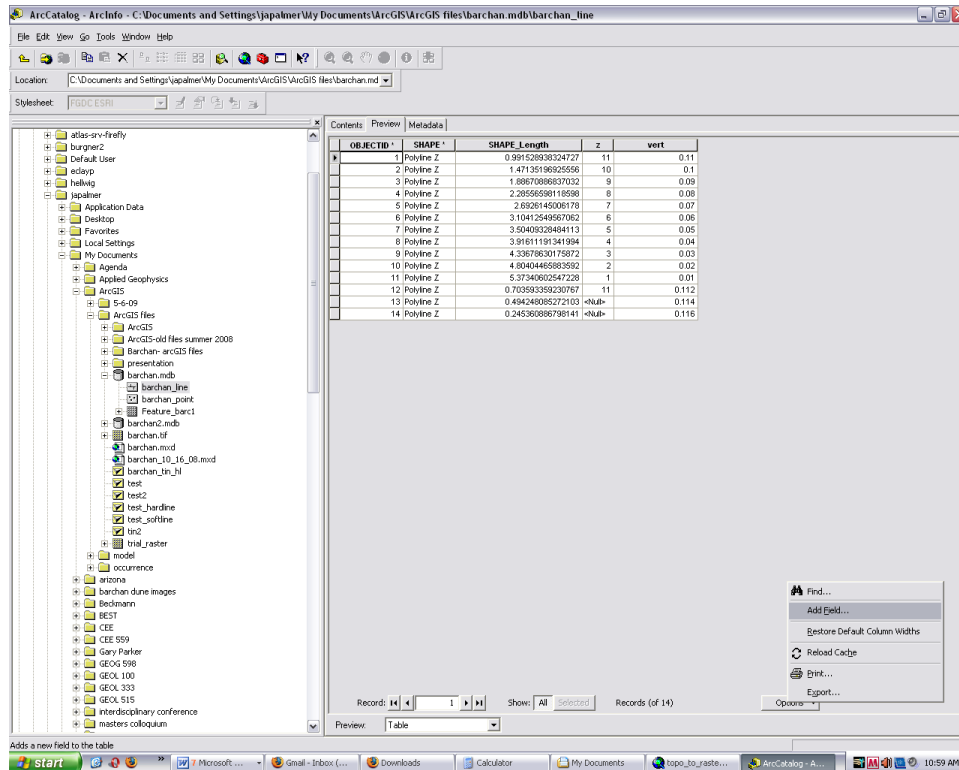 ArcCatalog - ArcInfo - C:\Documents and Settings\japalmer\My Documents\ArcGIS\ArcGIS files\barchan.mdb\barchan_line
File Edit View Go Tools Window Help
Location: C:\Documents and Settings\japalmer\My Documents\ArcGIS\ArcGIS files\barchan.md
Stylesheet: FGDC ESRI
atlas-srv-firefly
burgner2
Default User
edayp
hellwig
japalmer
Application Data
Desktop
Favorites
Local Settings
My Documents
Agenda
Applied Geophysics
ArcGIS
5-6-09
ArcGIS files
ArcGIS
ArcGIS-old files summer 2008
Barchan- arcGIS files
presentation
barchan.mdb
barchan_line
barchan_point
Feature_barc1
barchan2.mdb
barchan.tif
barchan.mxd
barchan_10_16_08.mxd
barchan_tin_hl
test
test2
test_hardline
test_softline
tin2
trial_raster
model
occurrence
arizona
barchan dune images
Beckmann
BEST
CEE
CEE 559
Gary Parker
GEOG 598
GEOL 100
GEOL 333
GEOL 515
interdisciplinary conference
masters colloquium
Contents Preview Metadata
OBJECTID * SHAPE * SHAPE_Length z vert
1 Polyline Z 0.991528938324727 11 0.11
2 Polyline Z 1.47135196925556 10 0.1
3 Polyline Z 1.88670886837032 9 0.09
4 Polyline Z 2.28556598118598 8 0.08
5 Polyline Z 2.6926145006178 7 0.07
6 Polyline Z 3.10412549567062 6 0.06
7 Polyline Z 3.50409328484113 5 0.05
8 Polyline Z 3.91611191341994 4 0.04
9 Polyline Z 4.33678630175872 3 0.03
10 Polyline Z 4.80404465883592 2 0.02
11 Polyline Z 5.37340602547228 1 0.01
12 Polyline Z 0.703593359230767 11 0.112
13 Polyline Z 0.494248085272103 <Null> 0.114
14 Polyline Z 0.245360886798141 <Null> 0.116
Find...
Add Field...
Restore Default Column Widths
Reload Cache
Print...
Export...
Record: 1 Show: All Selected Records (of 14) Options
Preview: Table
Adds a new field to the table
start 7 Microsoft ... Gmail - Inbox (... Downloads Calculator My Documents topo_to_raste... ArcCatalog - A... 10:59 AM